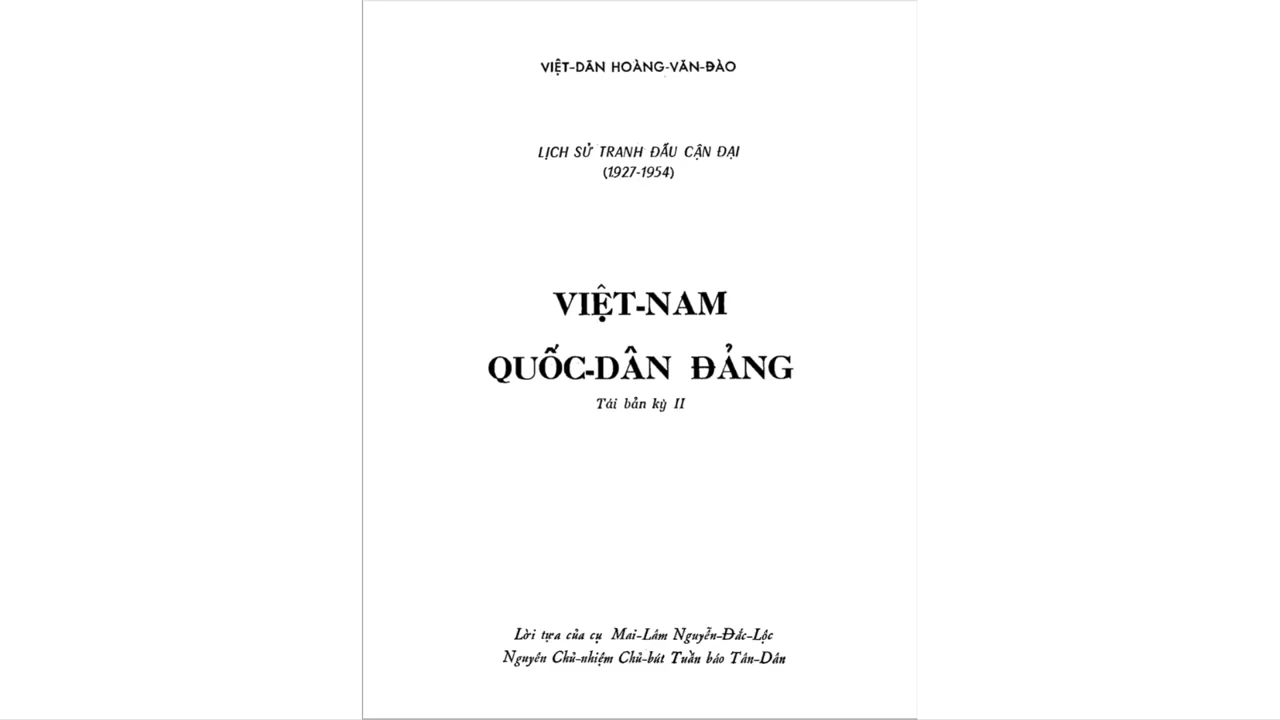 VIỆT-DÂN HOÀNG-VĂN-ĐÀO
LỊCH SỬ TRANH ĐẤU CẬN ĐẠI
(1927-1954)
VIỆT-NAM
QUỐC-DÂN ĐẢNG
Tái bản kỳ II
Lời tựa của cụ Mai-Lâm Nguyễn-Đắc-Lộc
Nguyên Chủ-nhiệm Chủ-bút Tuần báo Tân-Dân